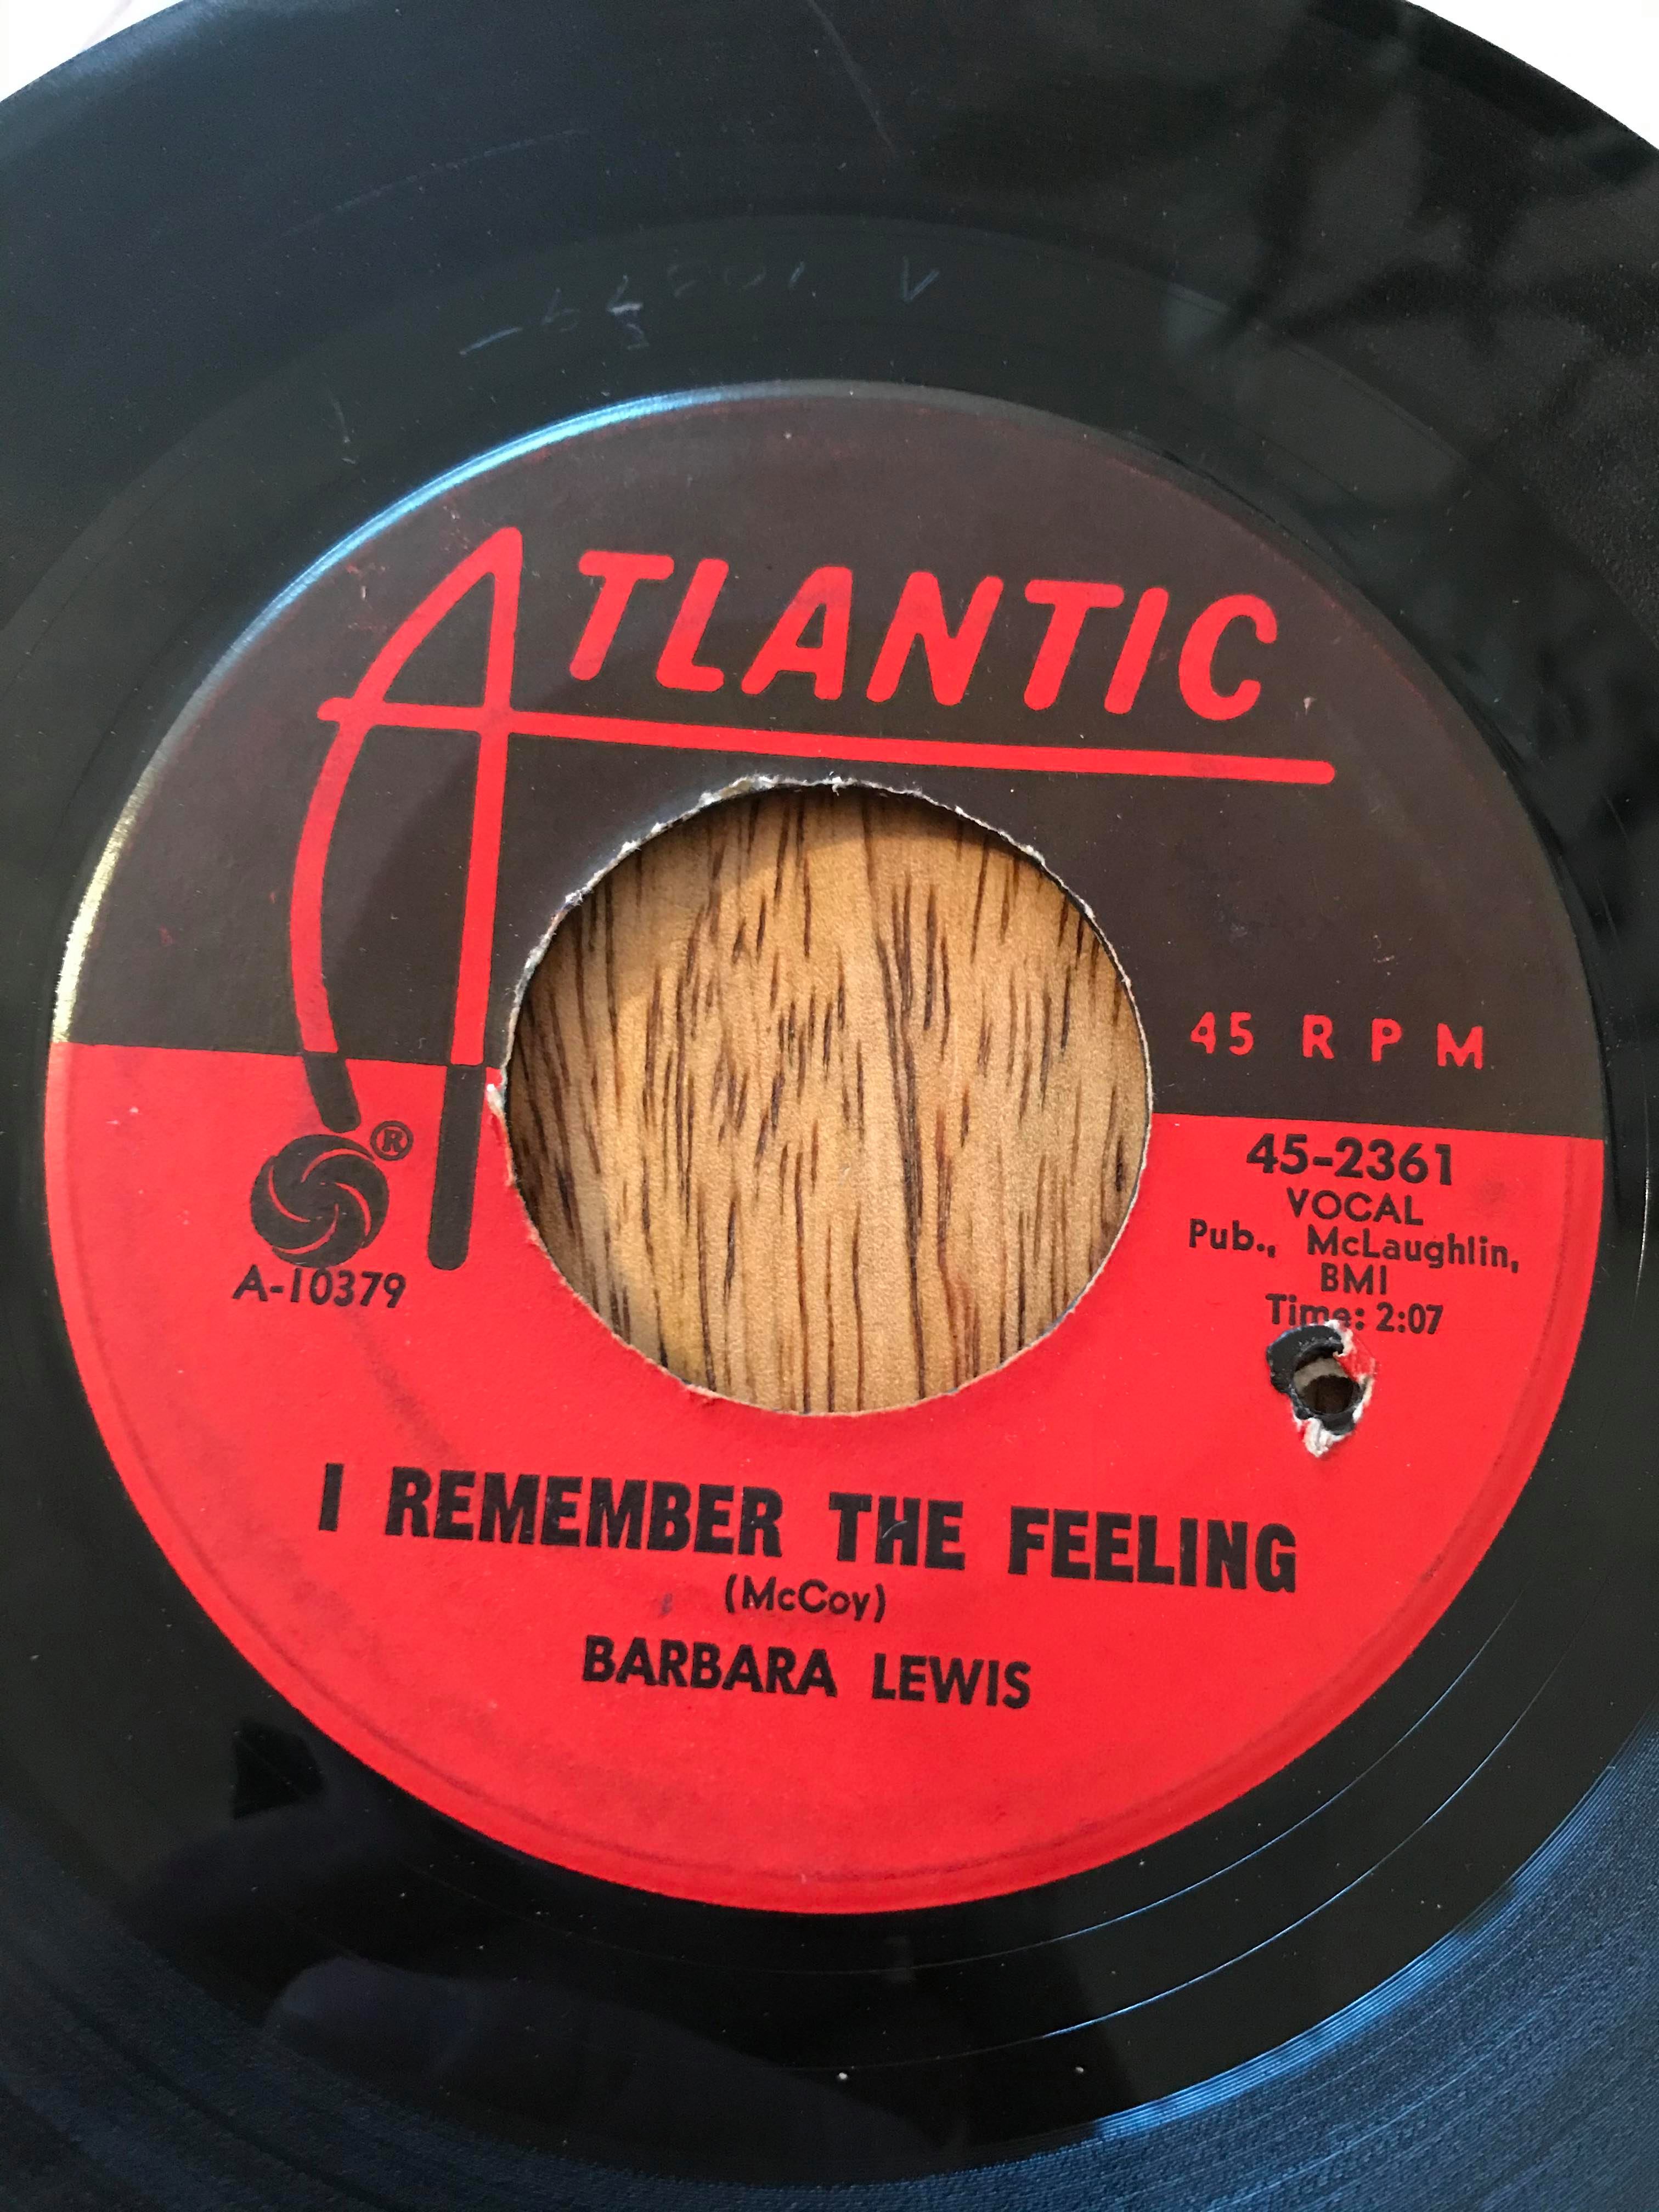 A 10379-
ATLANTIC
45 RPM
®
45-2361
VOCAL
Pub., McLaughlin,
BMI
Time: 2:07
A-10379
I REMEMBER THE FEELING
(McCoy)
BARBARA LEWIS